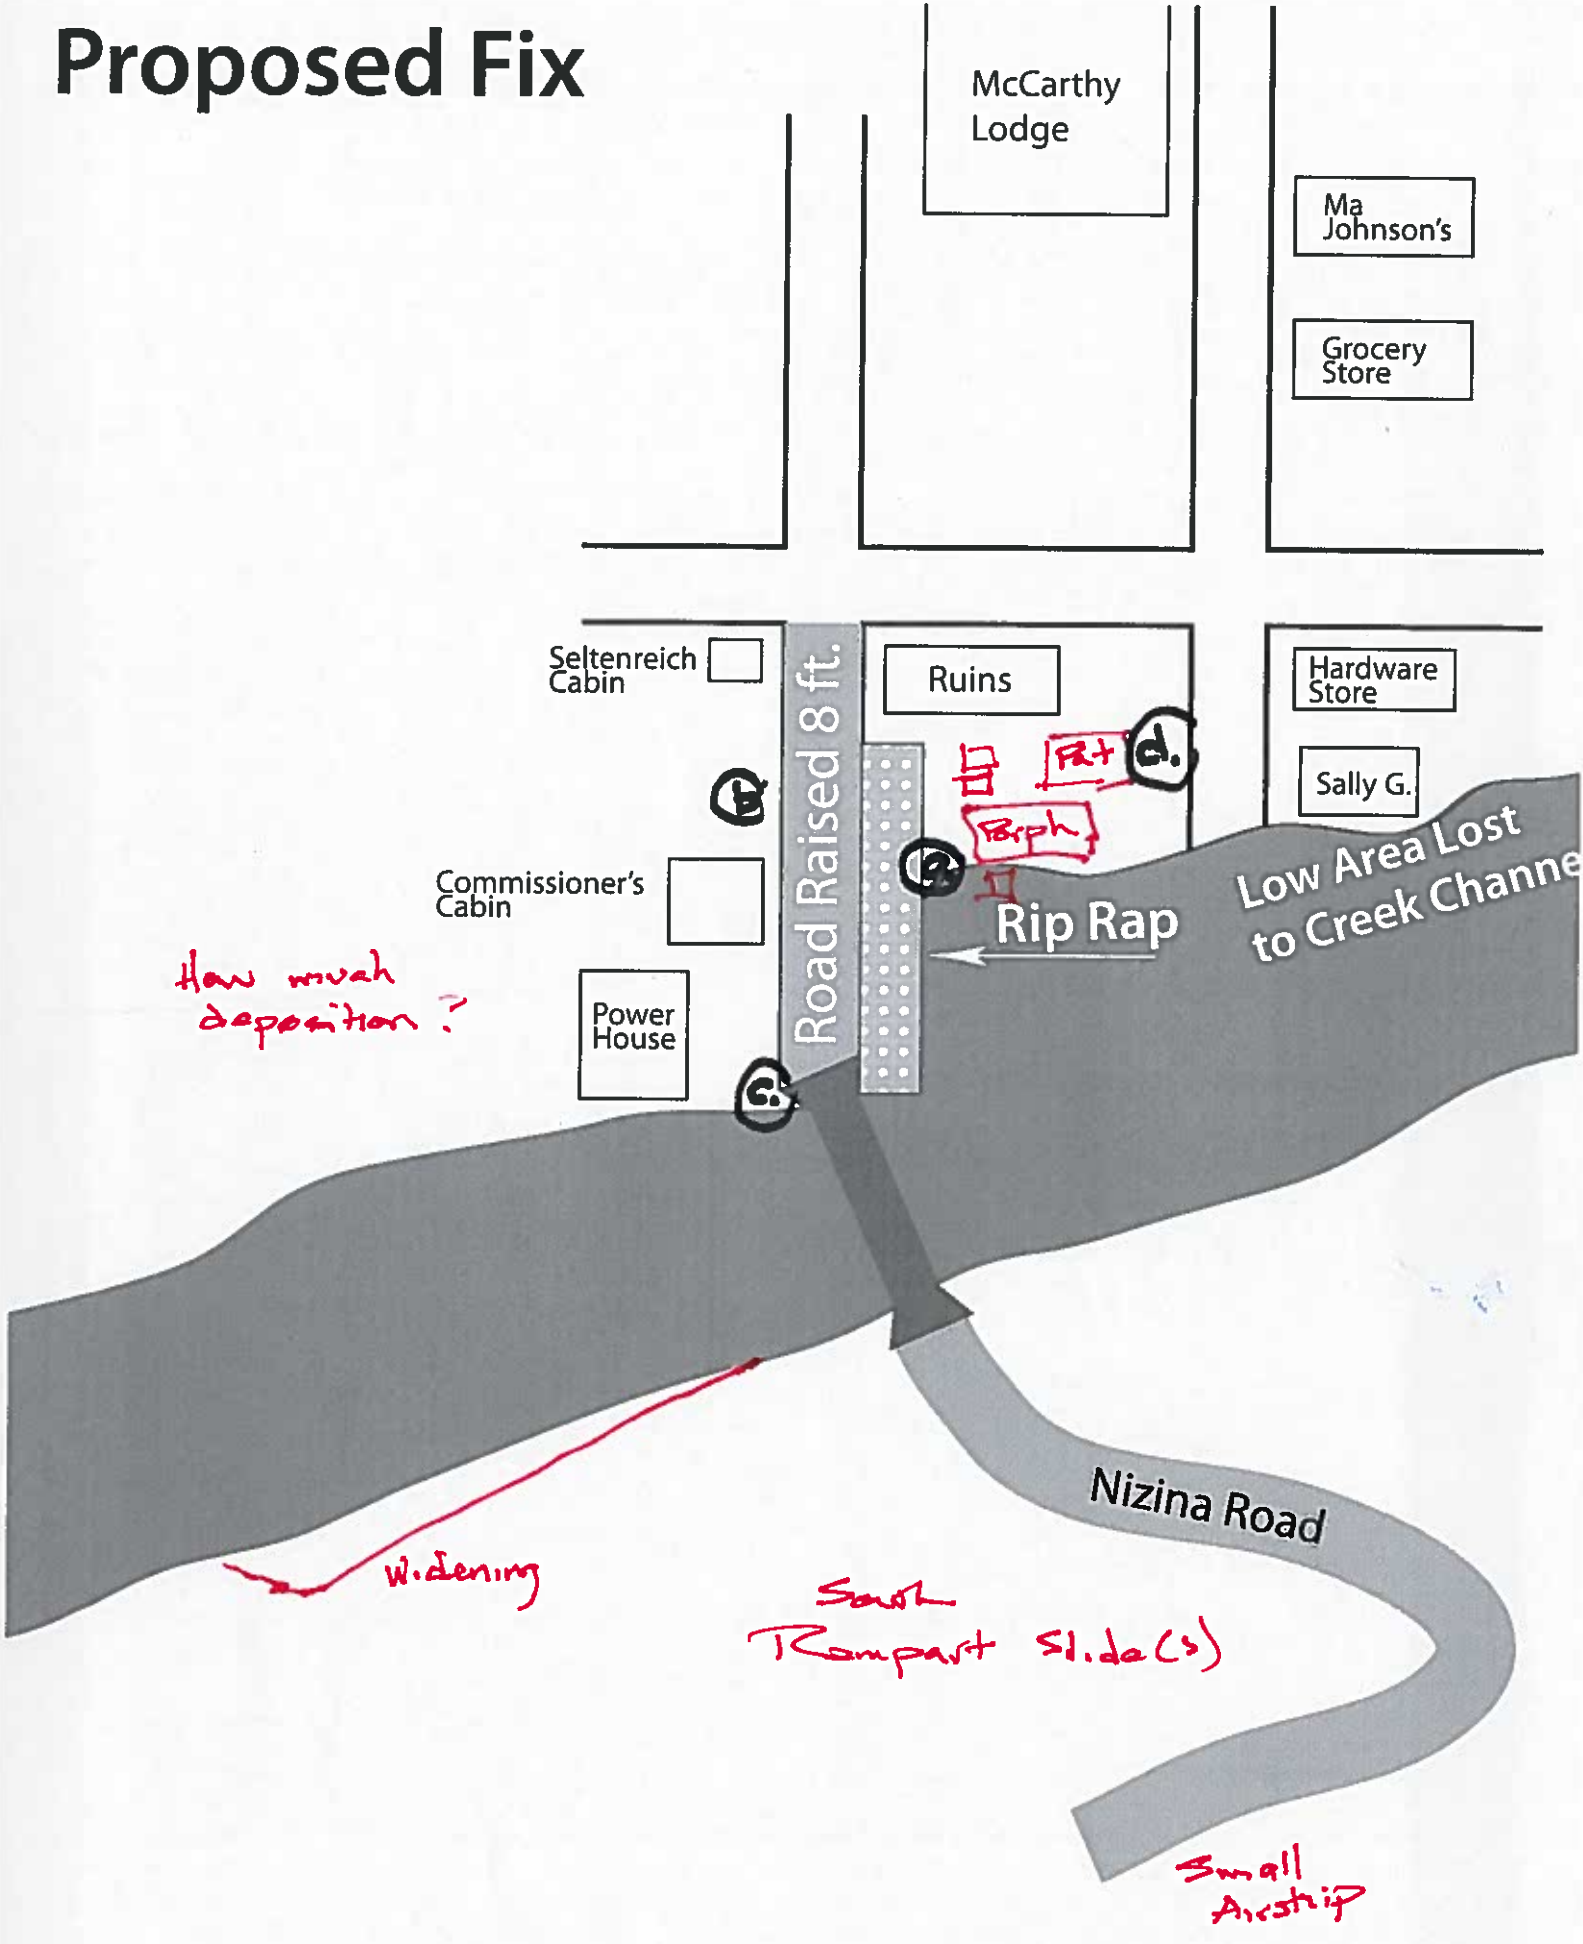 Proposed Fix
McCarthy
Lodge
Ma
Johnson's
Grocery
Store
Seltenreich
Cabin
Road Raised 8 ft.
Ruins
Hardware
Store
b.
Pat
d.
Sally G.
Porph
a.
Commissioner's
Cabin
Rip Rap
Low Area Lost
to Creek Channe
How much
deposition?
Power
House
c.
Nizina Road
Widening
South
Rampart Slide(s)
Small
Airstrip